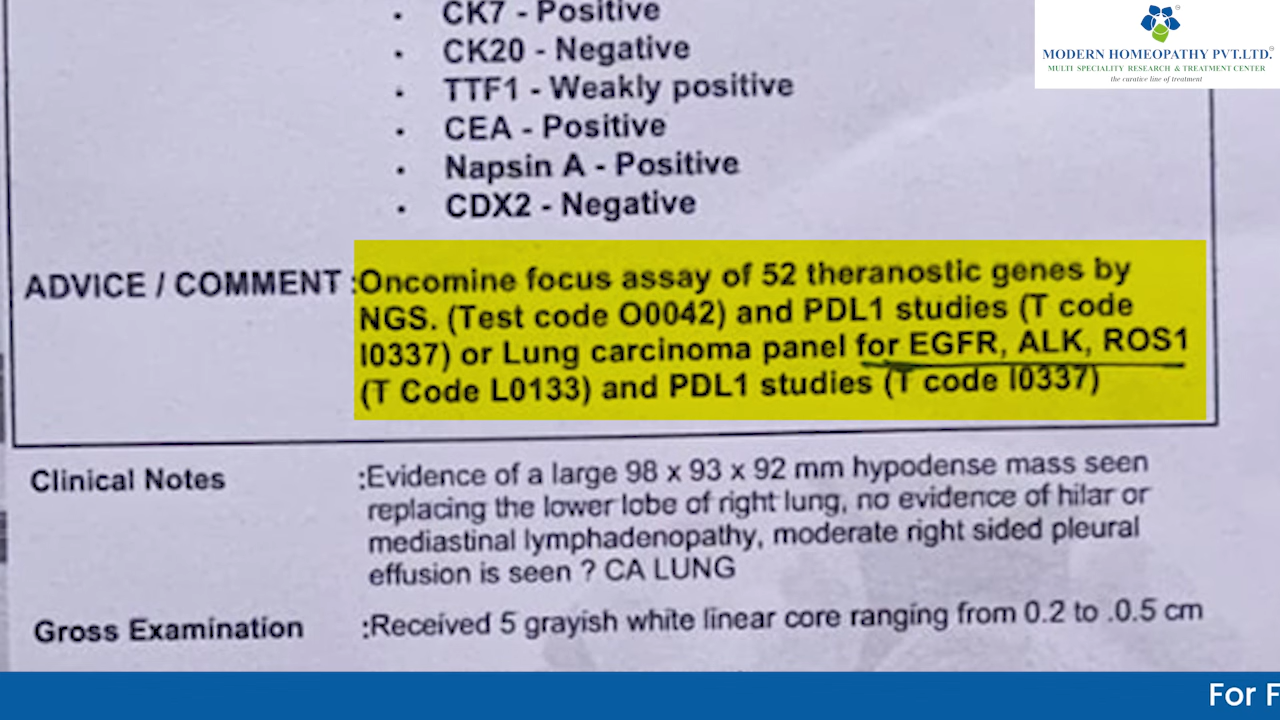 MODERN HOMEOPATHY PVT.LTD.®
MULTI SPECIALITY RESEARCH & TREATMENT CENTER
the curative line of treatment
• CK7 - Positive
• CK20 - Negative
• TTF1 - Weakly positive
• CEA - Positive
• Napsin A - Positive
• CDX2 - Negative
ADVICE / COMMENT :Oncomine focus assay of 52 theranostic genes by
NGS. (Test code O0042) and PDL1 studies (T code
I0337) or Lung carcinoma panel for EGFR, ALK, ROS1
(T Code L0133) and PDL1 studies (T code I0337)
Clinical Notes :Evidence of a large 98 x 93 x 92 mm hypodense mass seen
replacing the lower lobe of right lung, no evidence of hilar or
mediastinal lymphadenopathy, moderate right sided pleural
effusion is seen ? CA LUNG
Gross Examination :Received 5 grayish white linear core ranging from 0.2 to .0.5 cm
For F